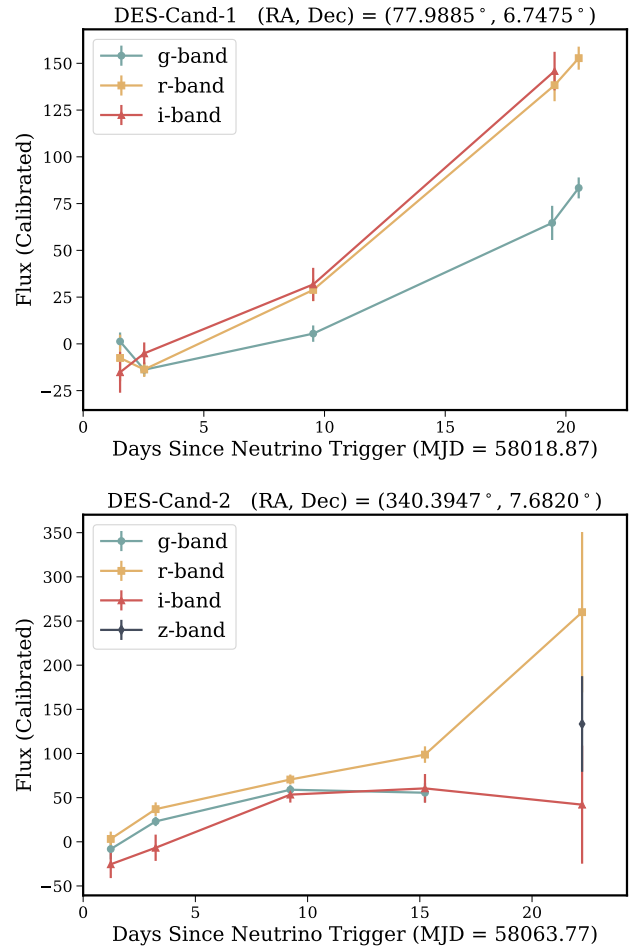 DES-Cand-1 (RA, Dec) = (77.9885°, 6.7475°)
g-band
r-band
i-band
150
125
100
75
50
25
0
−25
Flux (Calibrated)
0 5 10 15 20
Days Since Neutrino Trigger (MJD = 58018.87)
DES-Cand-2 (RA, Dec) = (340.3947°, 7.6820°)
g-band
r-band
i-band
z-band
350
300
250
200
150
100
50
0
−50
Flux (Calibrated)
0 5 10 15 20
Days Since Neutrino Trigger (MJD = 58063.77)